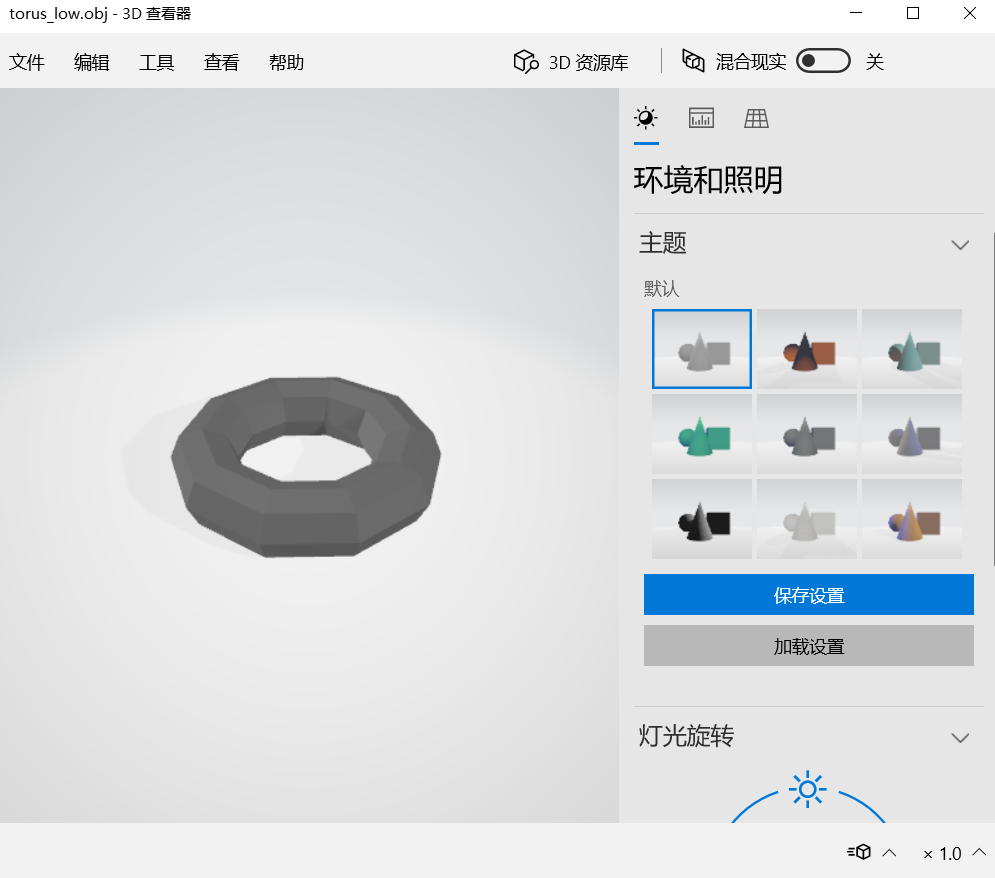 torus_low.obj - 3D 查看器
文件 编辑 工具 查看 帮助 3D 资源库 混合现实 关
环境和照明
主题
默认
保存设置
加载设置
灯光旋转
× 1.0